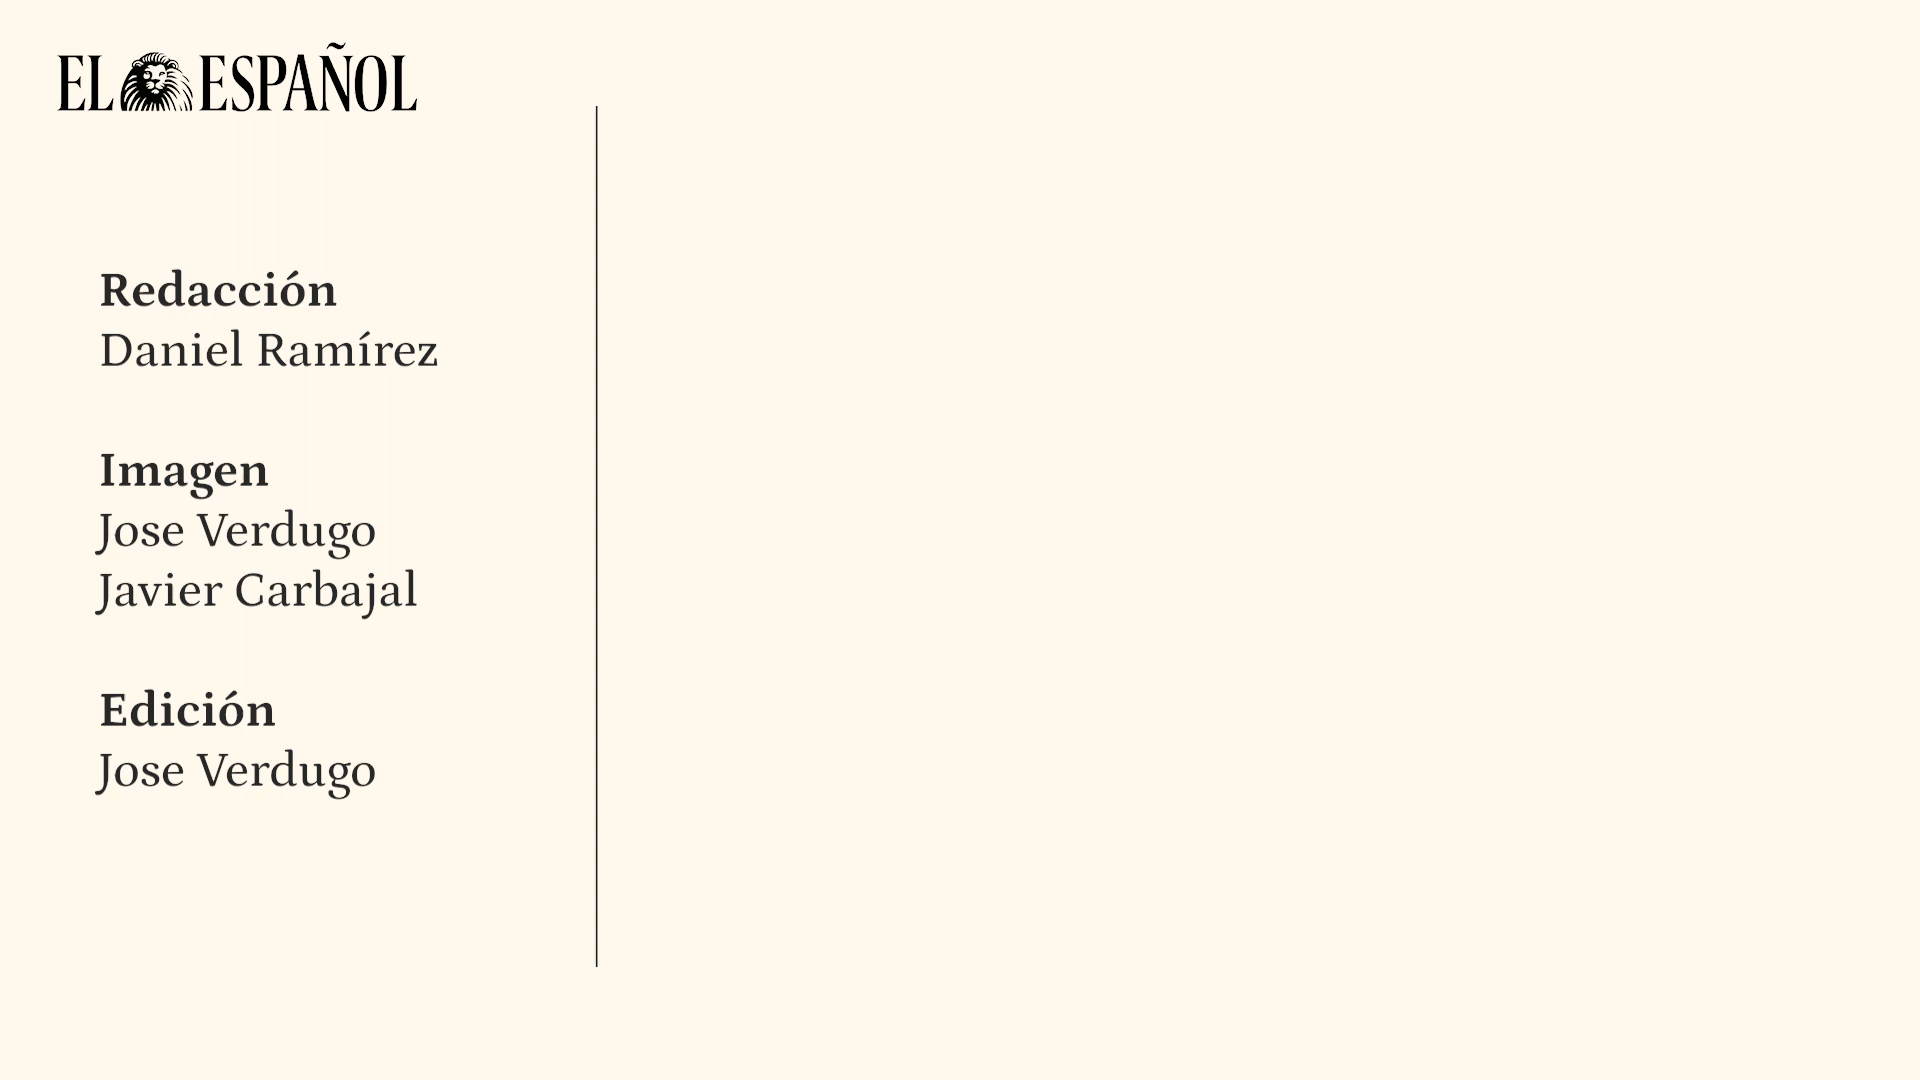 EL ESPAÑOL
Redacción
Daniel Ramírez
Imagen
Jose Verdugo
Javier Carbajal
Edición
Jose Verdugo